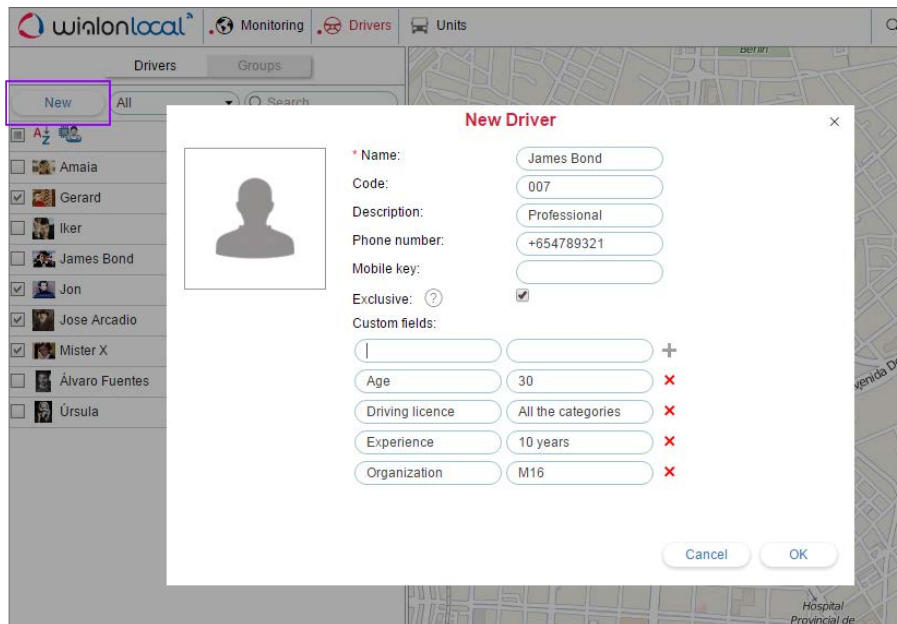 wialonlocal Monitoring Drivers Units
Drivers Groups
New All Search
New Driver
* Name: James Bond
Code: 007
Description: Professional
Phone number: +654789321
Mobile key:
Exclusive: ?
Custom fields:
Age 30
Driving licence All the categories
Experience 10 years
Organization M16
Cancel OK
A Z
Amaia
Gerard
Iker
James Bond
Jon
Jose Arcadio
Mister X
Álvaro Fuentes
Úrsula
Berlín
Hospital
Provincial de